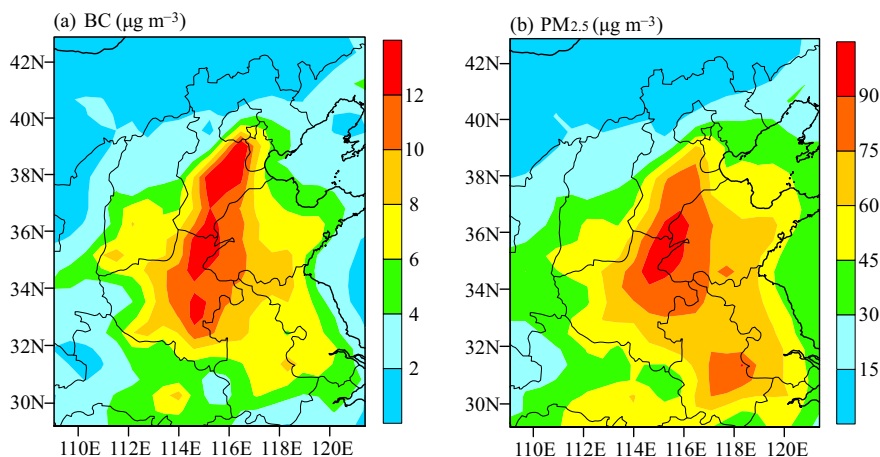 (a) BC (μg m⁻³)
42N
40N
38N
36N
34N
32N
30N
110E 112E 114E 116E 118E 120E
12
10
8
6
4
2
(b) PM₂.₅ (μg m⁻³)
42N
40N
38N
36N
34N
32N
30N
110E 112E 114E 116E 118E 120E
90
75
60
45
30
15